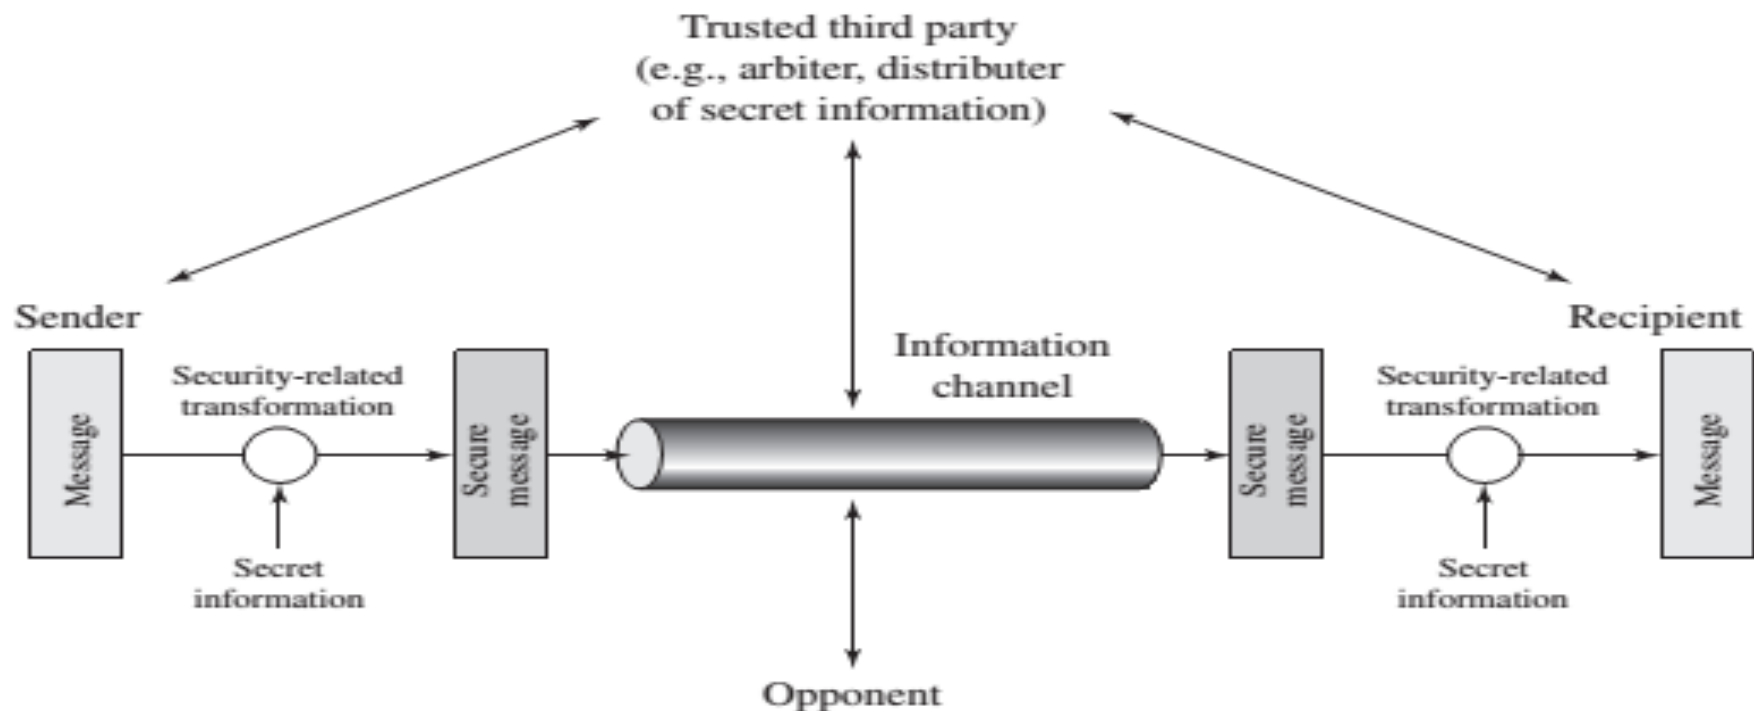 Trusted third party
(e.g., arbiter, distributer
of secret information)
Sender
Recipient
Information
channel
Security-related
transformation
Security-related
transformation
Message
Secure
message
Secure
message
Message
Secret
information
Secret
information
Opponent